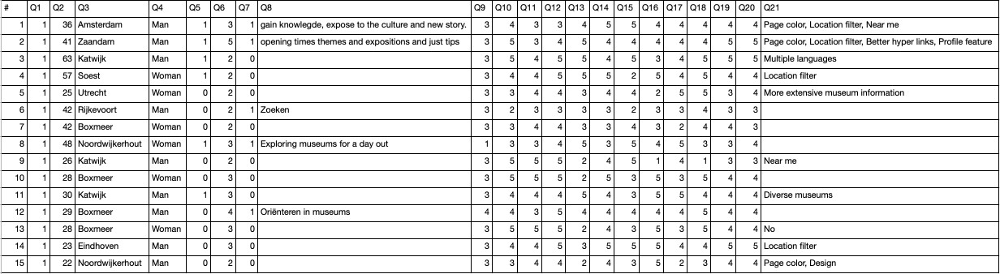 # Q1 Q2 Q3 Q4 Q5 Q6 Q7 Q8 Q9 Q10 Q11 Q12 Q13 Q14 Q15 Q16 Q17 Q18 Q19 Q20 Q21
1 1 36 Amsterdam Man 1 3 1 gain knowlegde, expose to the culture and new story. 3 4 3 3 4 5 5 4 4 4 4 4 Page color, Location filter, Near me
2 1 41 Zaandam Man 1 5 1 opening times themes and expositions and just tips 3 5 4 5 4 4 4 4 4 4 5 5 Page color, Location filter, Better hyper links, Profile feature
3 1 63 Katwijk Man 1 2 0 3 5 4 5 5 4 5 3 4 5 5 5 Multiple languages
4 1 57 Soest Woman 1 2 0 3 4 4 5 5 5 2 5 4 5 4 4 Location filter
5 1 25 Utrecht Woman 0 2 0 3 3 4 4 3 4 4 2 5 5 3 4 More extensive museum information
6 1 42 Rijkevoort Man 0 2 1 Zoeken 3 2 3 3 3 3 2 3 3 4 3 3
7 1 42 Boxmeer Woman 0 2 0 3 3 4 4 3 3 4 3 2 4 4 3
8 1 48 Noordwijkerhout Woman 1 3 1 Exploring museums for a day out 1 3 3 4 5 3 5 4 5 3 3 4
9 1 26 Katwijk Man 0 2 0 3 5 5 5 2 4 5 1 4 1 3 3 Near me
10 1 28 Boxmeer Woman 0 3 0 3 5 5 5 2 5 3 5 3 5 4 4
11 1 30 Katwijk Man 1 3 0 3 4 4 4 5 4 3 5 5 4 4 4 Diverse museums
12 1 29 Boxmeer Man 0 4 1 Oriënteren in museums 4 4 3 5 4 4 4 4 4 5 4 4
13 1 28 Boxmeer Woman 0 3 0 3 5 5 5 2 4 3 5 3 5 4 4 No
14 1 23 Eindhoven Man 0 3 0 3 4 4 5 3 5 5 5 4 4 5 5 Location filter
15 1 22 Noordwijkerhout Man 0 2 0 3 3 4 4 2 4 3 5 2 3 4 4 Page color, Design